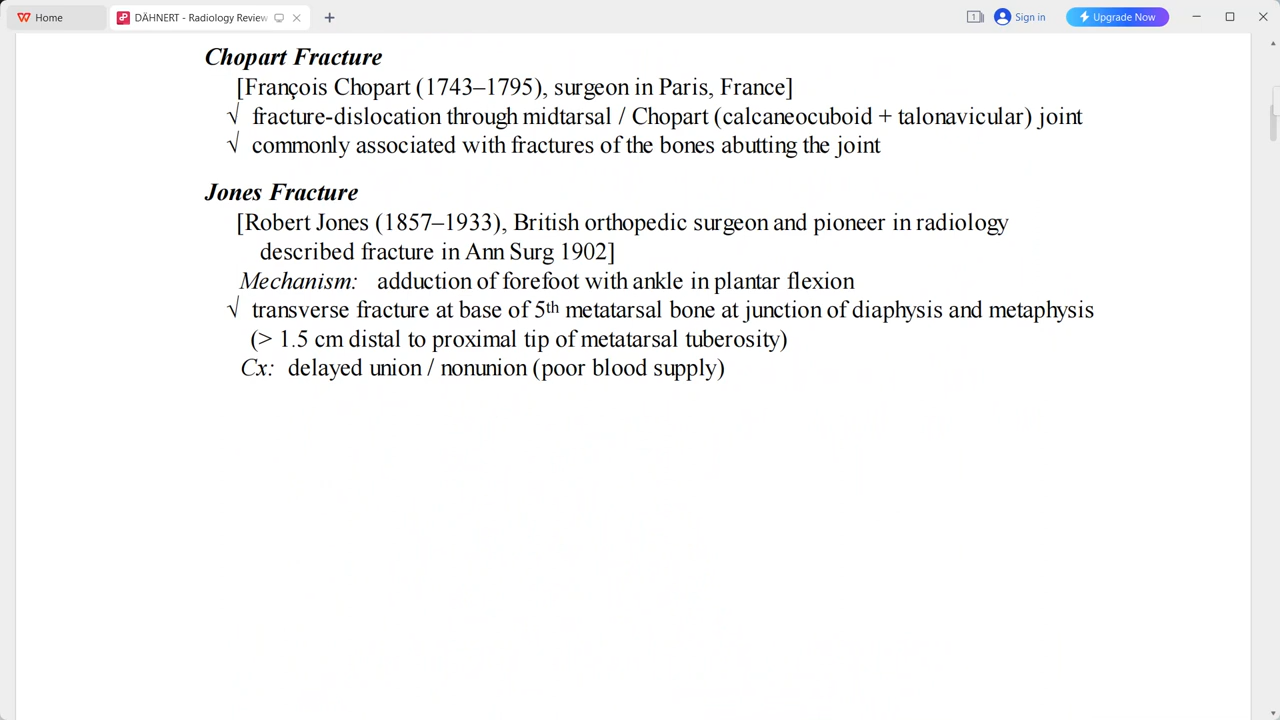 Home
DÄHNERT - Radiology Review
1
Sign in
Upgrade Now
Chopart Fracture
[François Chopart (1743–1795), surgeon in Paris, France]
√ fracture-dislocation through midtarsal / Chopart (calcaneocuboid + talonavicular) joint
√ commonly associated with fractures of the bones abutting the joint
Jones Fracture
[Robert Jones (1857–1933), British orthopedic surgeon and pioneer in radiology
described fracture in Ann Surg 1902]
Mechanism: adduction of forefoot with ankle in plantar flexion
√ transverse fracture at base of 5th metatarsal bone at junction of diaphysis and metaphysis
(> 1.5 cm distal to proximal tip of metatarsal tuberosity)
Cx: delayed union / nonunion (poor blood supply)